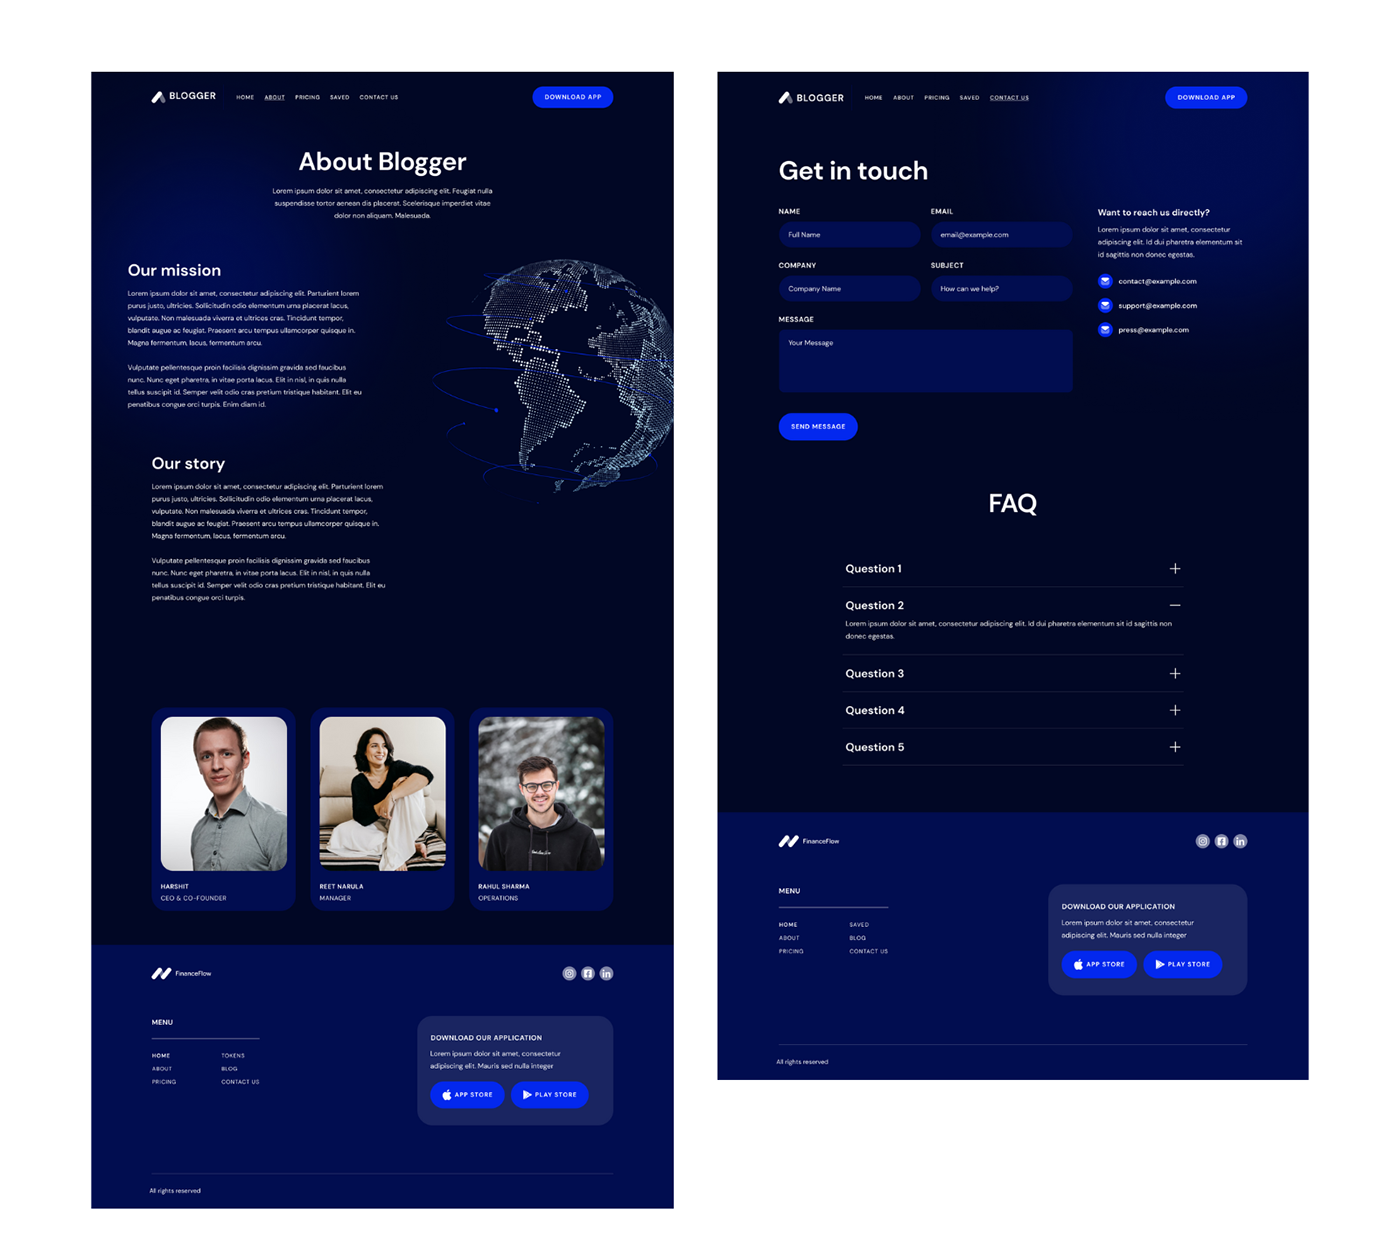 BLOGGER
HOME ABOUT PRICING SAVED CONTACT US
DOWNLOAD APP
About Blogger
Lorem ipsum dolor sit amet, consectetur adipiscing elit. Feugiat nulla
suspendisse tortor aenean dis placerat. Scelerisque imperdiet vitae
dolor non aliquam. Malesuada.
Our mission
Lorem ipsum dolor sit amet, consectetur adipiscing elit. Parturient lorem
purus justo, ultricies. Sollicitudin odio elementum urna placerat lacus,
vulputate. Non malesuada viverra et ultrices cras. Tincidunt tempor,
blandit augue ac feugiat. Praesent arcu tempus ullamcorper quisque in.
Magna fermentum, lacus, fermentum arcu.
Vulputate pellentesque proin facilisis dignissim gravida sed faucibus
nunc. Nunc eget pharetra, in vitae porta lacus. Elit in nisl, in quis nulla
tellus suscipit id. Semper velit odio cras pretium tristique habitant. Elit eu
penatibus congue orci turpis. Enim diam id.
Our story
Lorem ipsum dolor sit amet, consectetur adipiscing elit. Parturient lorem
purus justo, ultricies. Sollicitudin odio elementum urna placerat lacus,
vulputate. Non malesuada viverra et ultrices cras. Tincidunt tempor,
blandit augue ac feugiat. Praesent arcu tempus ullamcorper quisque in.
Magna fermentum, lacus, fermentum arcu.
Vulputate pellentesque proin facilisis dignissim gravida sed faucibus
nunc. Nunc eget pharetra, in vitae porta lacus. Elit in nisl, in quis nulla
tellus suscipit id. Semper velit odio cras pretium tristique habitant. Elit eu
penatibus congue orci turpis.
HARSHIT
CEO & CO-FOUNDER
REET NARULA
MANAGER
RAHUL SHARMA
OPERATIONS
FinanceFlow
MENU
HOME TOKENS
ABOUT BLOG
PRICING CONTACT US
DOWNLOAD OUR APPLICATION
Lorem ipsum dolor sit amet, consectetur
adipiscing elit. Mauris sed nulla integer
APP STORE PLAY STORE
All rights reserved
BLOGGER
HOME ABOUT PRICING SAVED CONTACT US
DOWNLOAD APP
Get in touch
NAME EMAIL
Full Name email@example.com
COMPANY SUBJECT
Company Name How can we help?
MESSAGE
Your Message
SEND MESSAGE
Want to reach us directly?
Lorem ipsum dolor sit amet, consectetur
adipiscing elit. Id dui pharetra elementum sit
id sagittis non donec egestas.
contact@example.com
support@example.com
press@example.com
FAQ
Question 1
Question 2
Lorem ipsum dolor sit amet, consectetur adipiscing elit. Id dui pharetra elementum sit id sagittis non
donec egestas.
Question 3
Question 4
Question 5
FinanceFlow
MENU
HOME SAVED
ABOUT BLOG
PRICING CONTACT US
DOWNLOAD OUR APPLICATION
Lorem ipsum dolor sit amet, consectetur
adipiscing elit. Mauris sed nulla integer
APP STORE PLAY STORE
All rights reserved